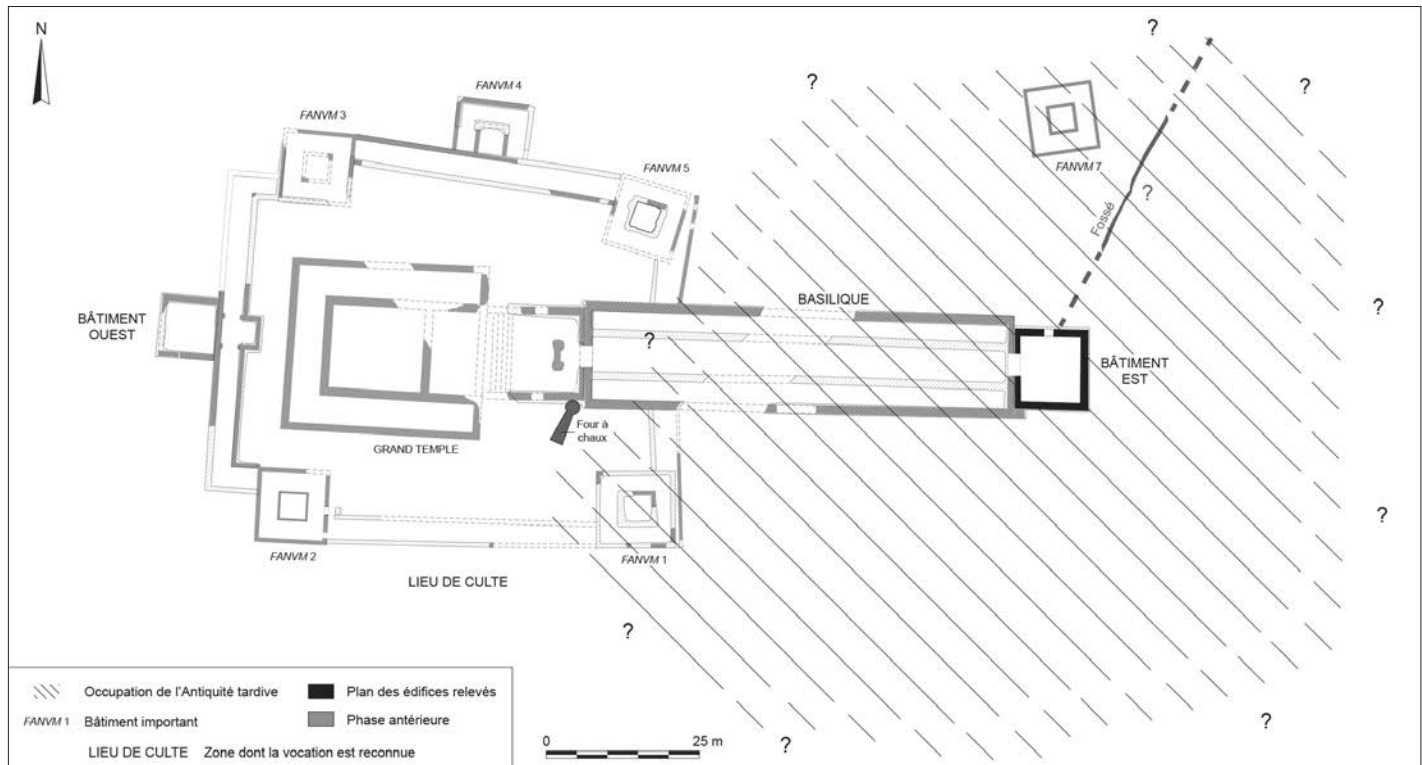 N
FANVM 4
FANVM 3
FANVM 5
FANVM 7
?
?
?
?
Fossé
BÂTIMENT
OUEST
BASILIQUE
?
?
BÂTIMENT
EST
Four à
chaux
GRAND TEMPLE
FANVM 2
FANVM 1
LIEU DE CULTE
?
?
?
?
Occupation de l'Antiquité tardive
Plan des édifices relevés
FANVM 1 Bâtiment important
Phase antérieure
LIEU DE CULTE Zone dont la vocation est reconnue
0 25 m